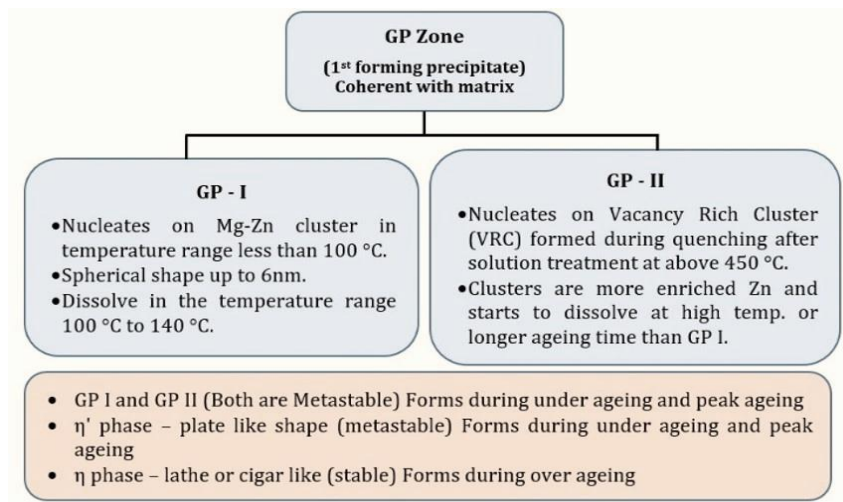 GP Zone
(1st forming precipitate)
Coherent with matrix
GP - I
•Nucleates on Mg-Zn cluster in
temperature range less than 100 °C.
•Spherical shape up to 6nm.
•Dissolve in the temperature range
100 °C to 140 °C.
GP - II
•Nucleates on Vacancy Rich Cluster
(VRC) formed during quenching after
solution treatment at above 450 °C.
•Clusters are more enriched Zn and
starts to dissolve at high temp. or
longer ageing time than GP I.
• GP I and GP II (Both are Metastable) Forms during under ageing and peak ageing
• η' phase – plate like shape (metastable) Forms during under ageing and peak
ageing
• η phase – lathe or cigar like (stable) Forms during over ageing